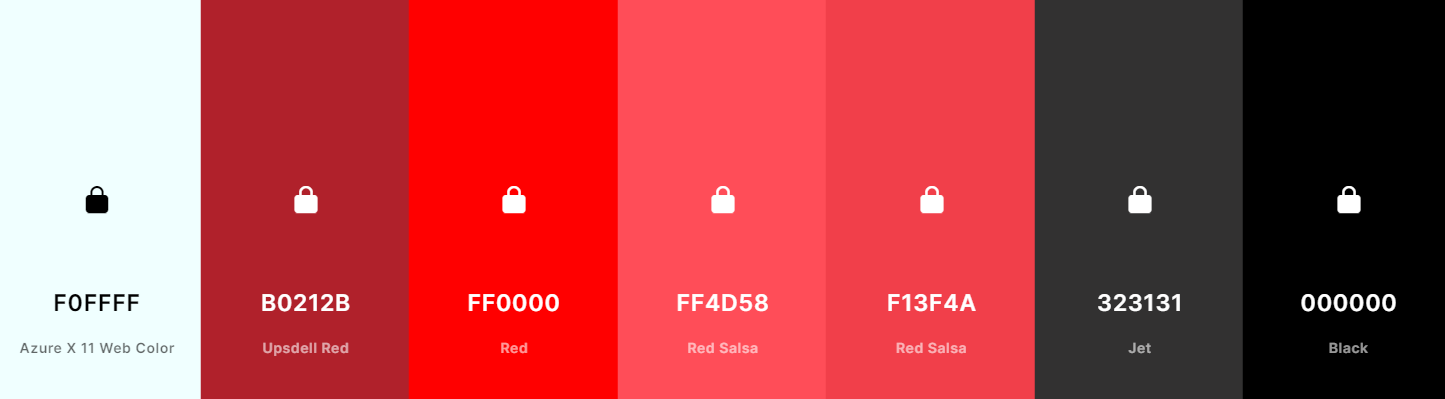 F0FFFF B0212B FF0000 FF4D58 F13F4A 323131 000000
Azure X 11 Web Color Upsdell Red Red Red Salsa Red Salsa Jet Black